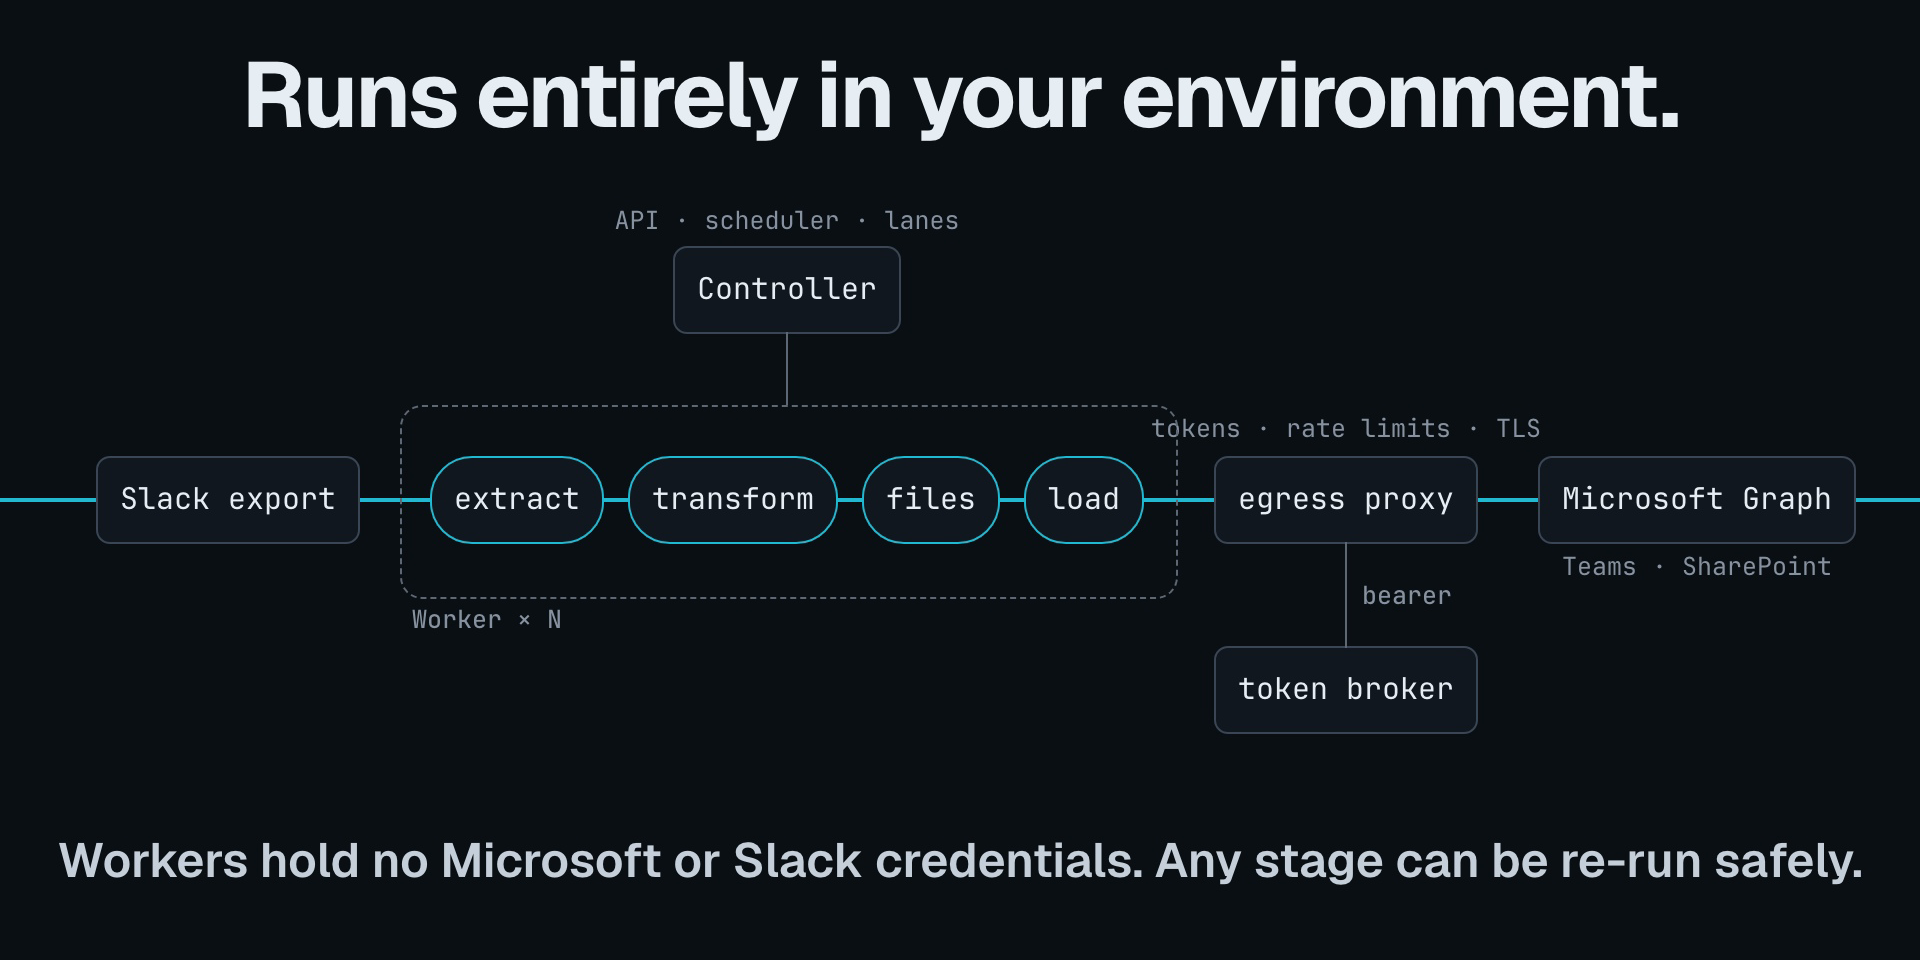 Runs entirely in your environment.
API · scheduler · lanes
Controller
tokens · rate limits · TLS
Slack export
extract
transform
files
load
egress proxy
Microsoft Graph
Teams · SharePoint
bearer
Worker × N
token broker
Workers hold no Microsoft or Slack credentials. Any stage can be re-run safely.